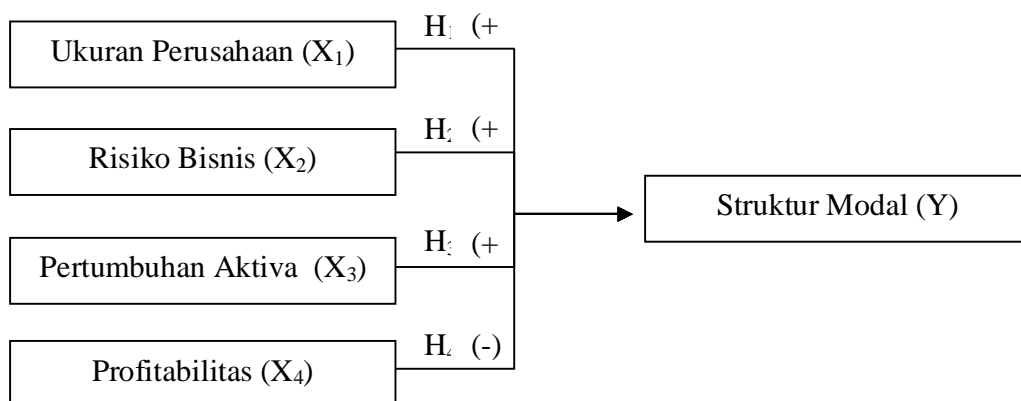 H₁ (+
Ukuran Perusahaan (X₁)
H₂ (+
Risiko Bisnis (X₂)
Struktur Modal (Y)
H₃ (+
Pertumbuhan Aktiva (X₃)
H₄ (-)
Profitabilitas (X₄)